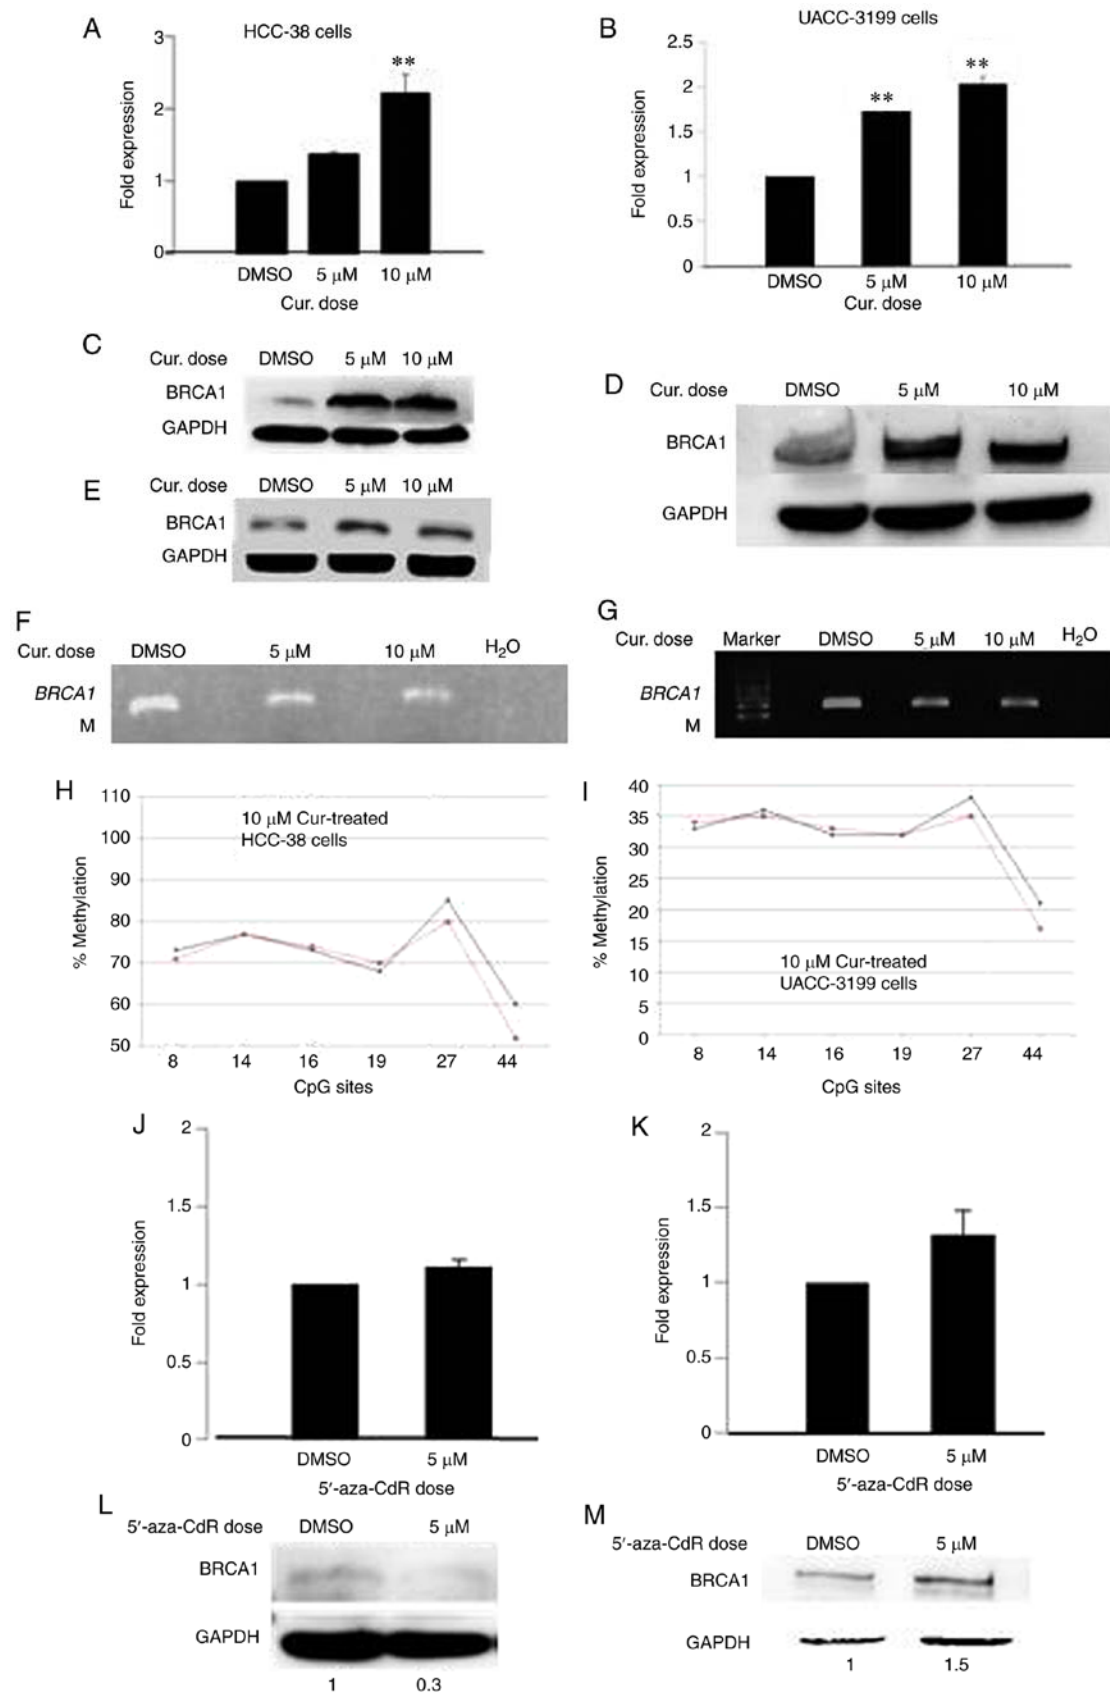 A
HCC-38 cells
3
**
2
1
0
Fold expression
DMSO 5 μM 10 μM
Cur. dose
B
UACC-3199 cells
2.5
**
2
**
1.5
1
0.5
0
Fold expression
DMSO 5 μM 10 μM
Cur. dose
C
Cur. dose DMSO 5 μM 10 μM
BRCA1
GAPDH
D
Cur. dose DMSO 5 μM 10 μM
BRCA1
GAPDH
E
Cur. dose DMSO 5 μM 10 μM
BRCA1
GAPDH
F
Cur. dose DMSO 5 μM 10 μM H2O
BRCA1
M
G
Cur. dose Marker DMSO 5 μM 10 μM H2O
BRCA1
M
H
110
100
90
80
70
60
50
% Methylation
10 μM Cur-treated
HCC-38 cells
8 14 16 19 27 44
CpG sites
I
40
35
30
25
20
15
10
5
0
% Methylation
10 μM Cur-treated
UACC-3199 cells
8 14 16 19 27 44
CpG sites
J
2
1.5
1
0.5
0
Fold expression
DMSO 5 μM
5′-aza-CdR dose
K
2
1.5
1
0.5
0
Fold expression
DMSO 5 μM
5′-aza-CdR dose
L
5′-aza-CdR dose DMSO 5 μM
BRCA1
GAPDH
1 0.3
M
5′-aza-CdR dose DMSO 5 μM
BRCA1
GAPDH
1 1.5